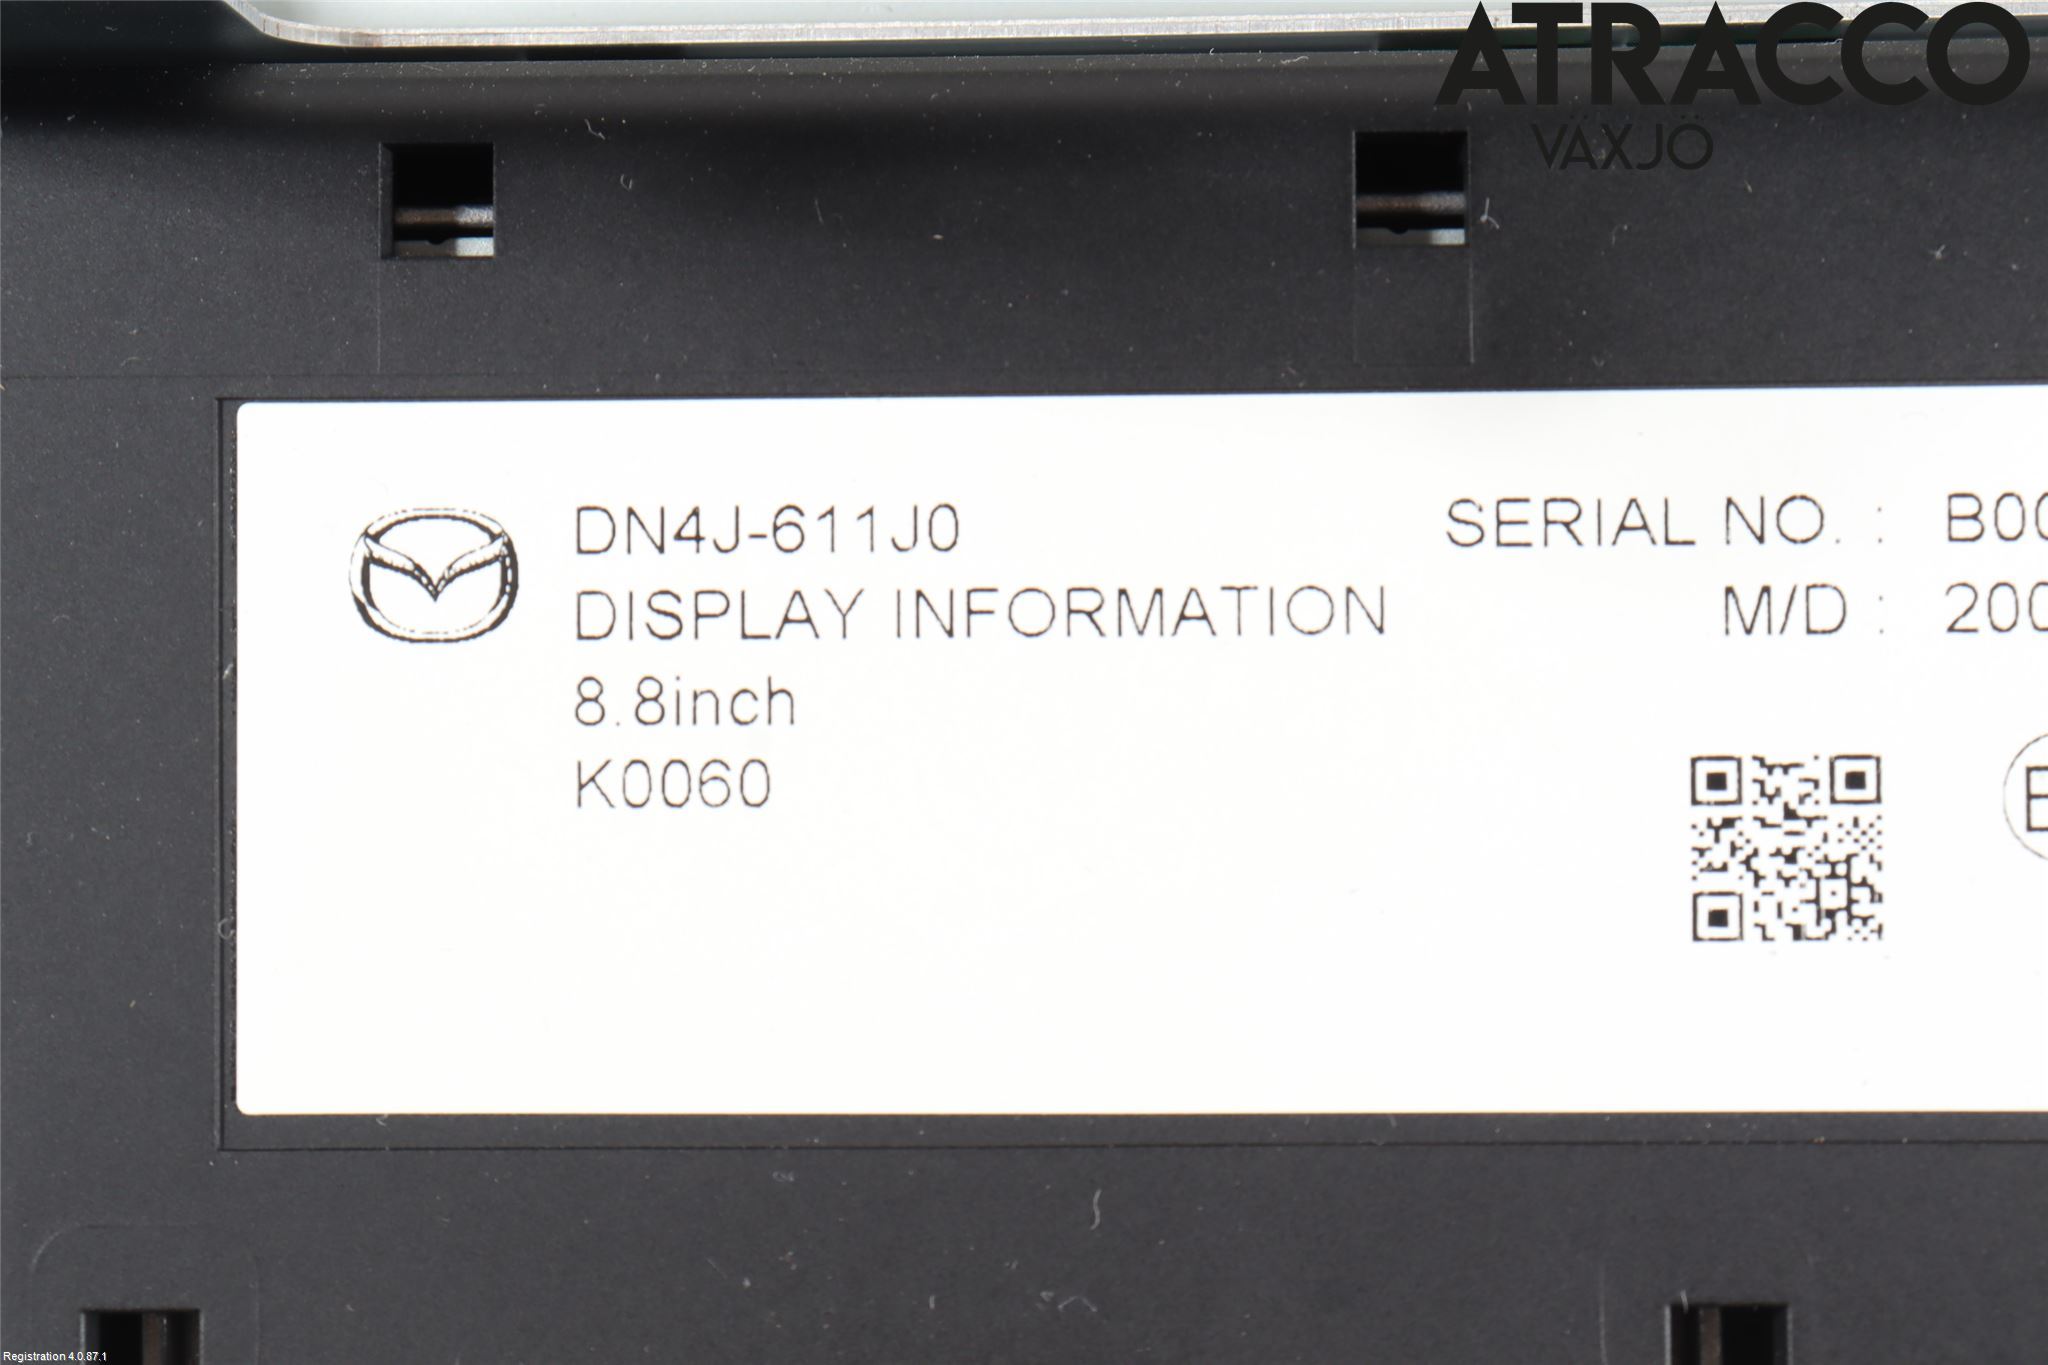 ATRACCO
VÄXJÖ
DN4J-611J0
DISPLAY INFORMATION
8.8inch
K0060
SERIAL NO. :
M/D :
Registration 4.0.87.1